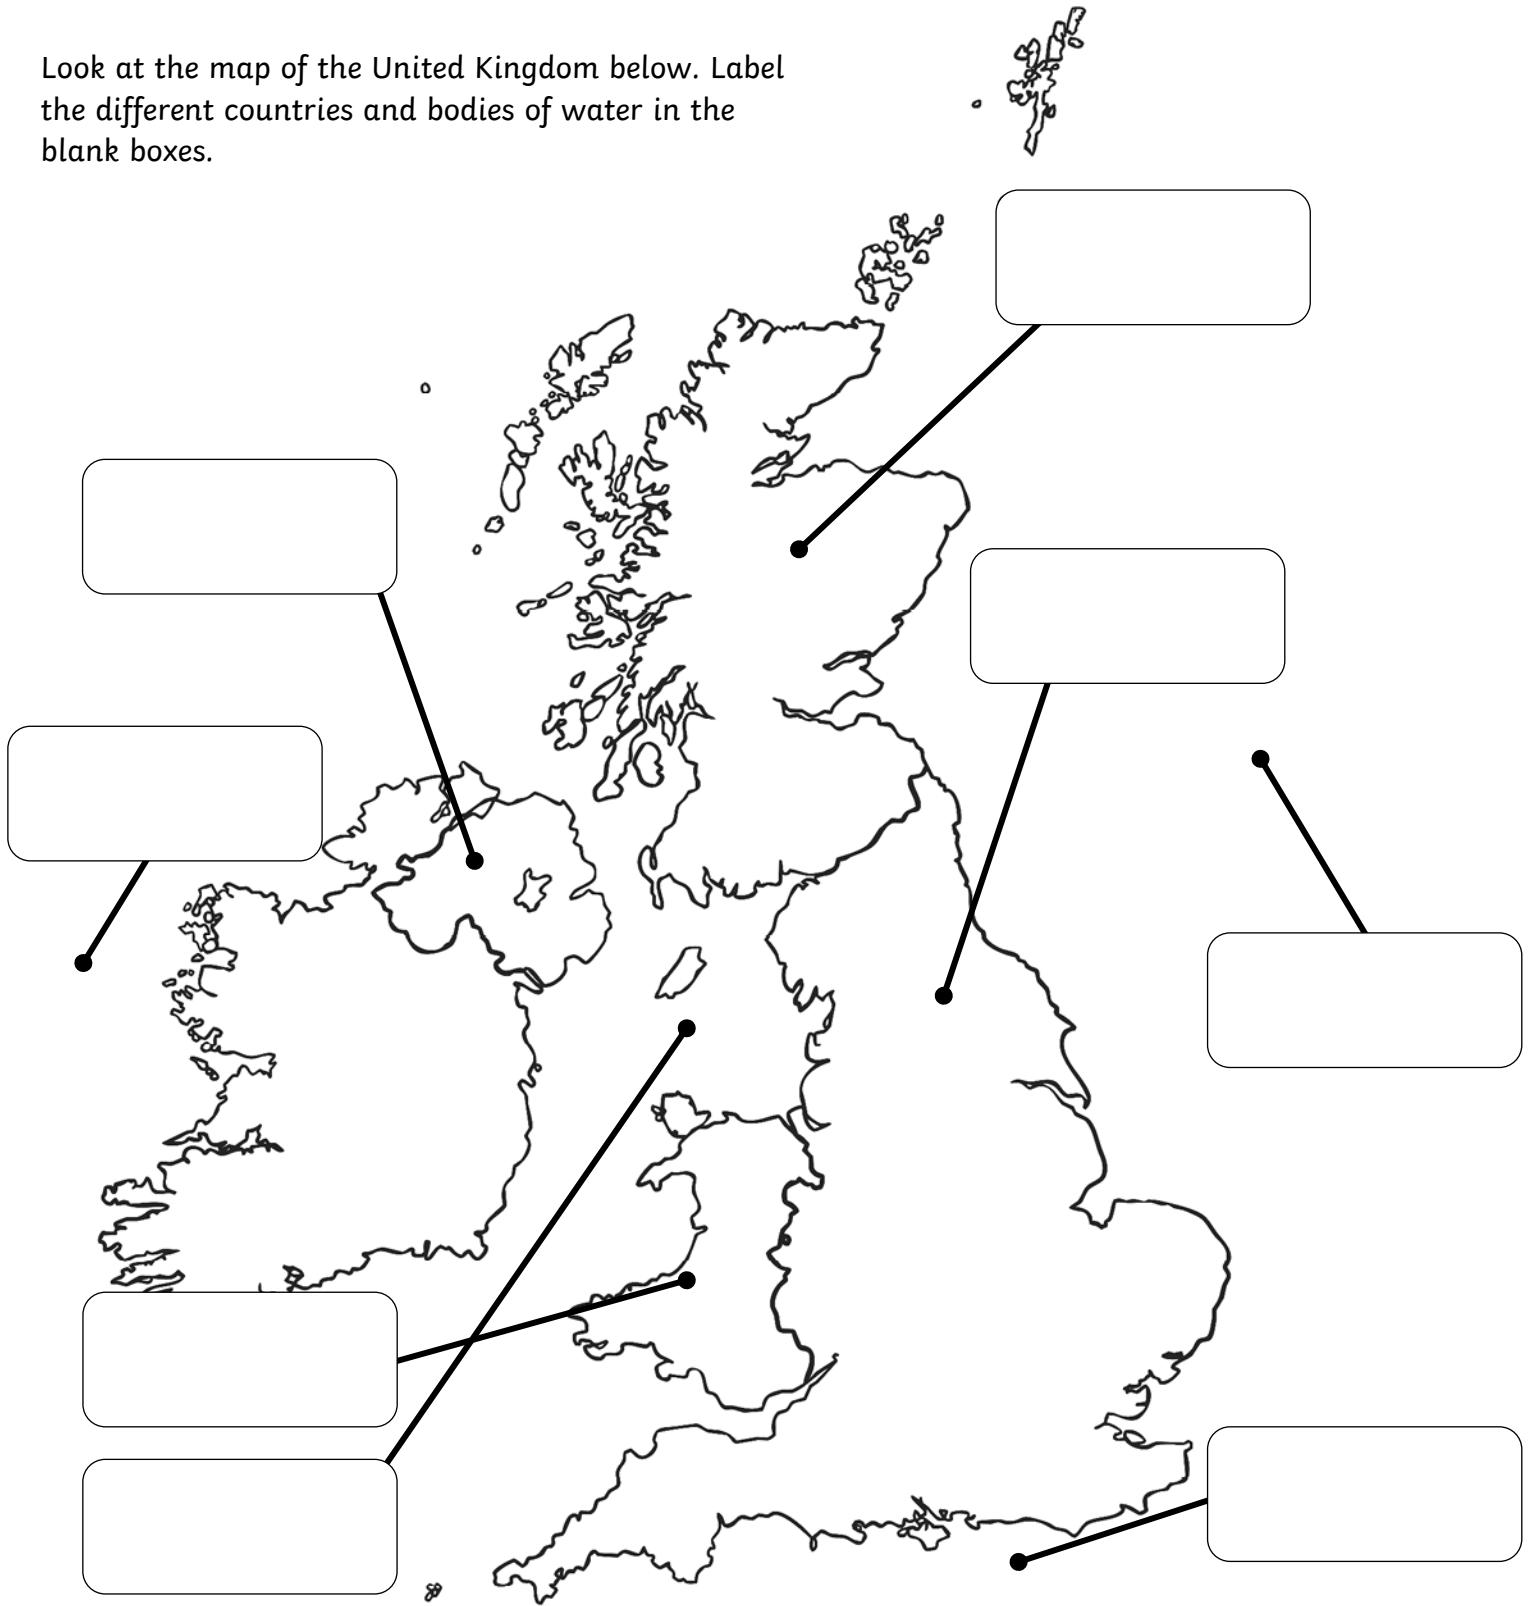 Look at the map of the United Kingdom below. Label
the different countries and bodies of water in the
blank boxes.